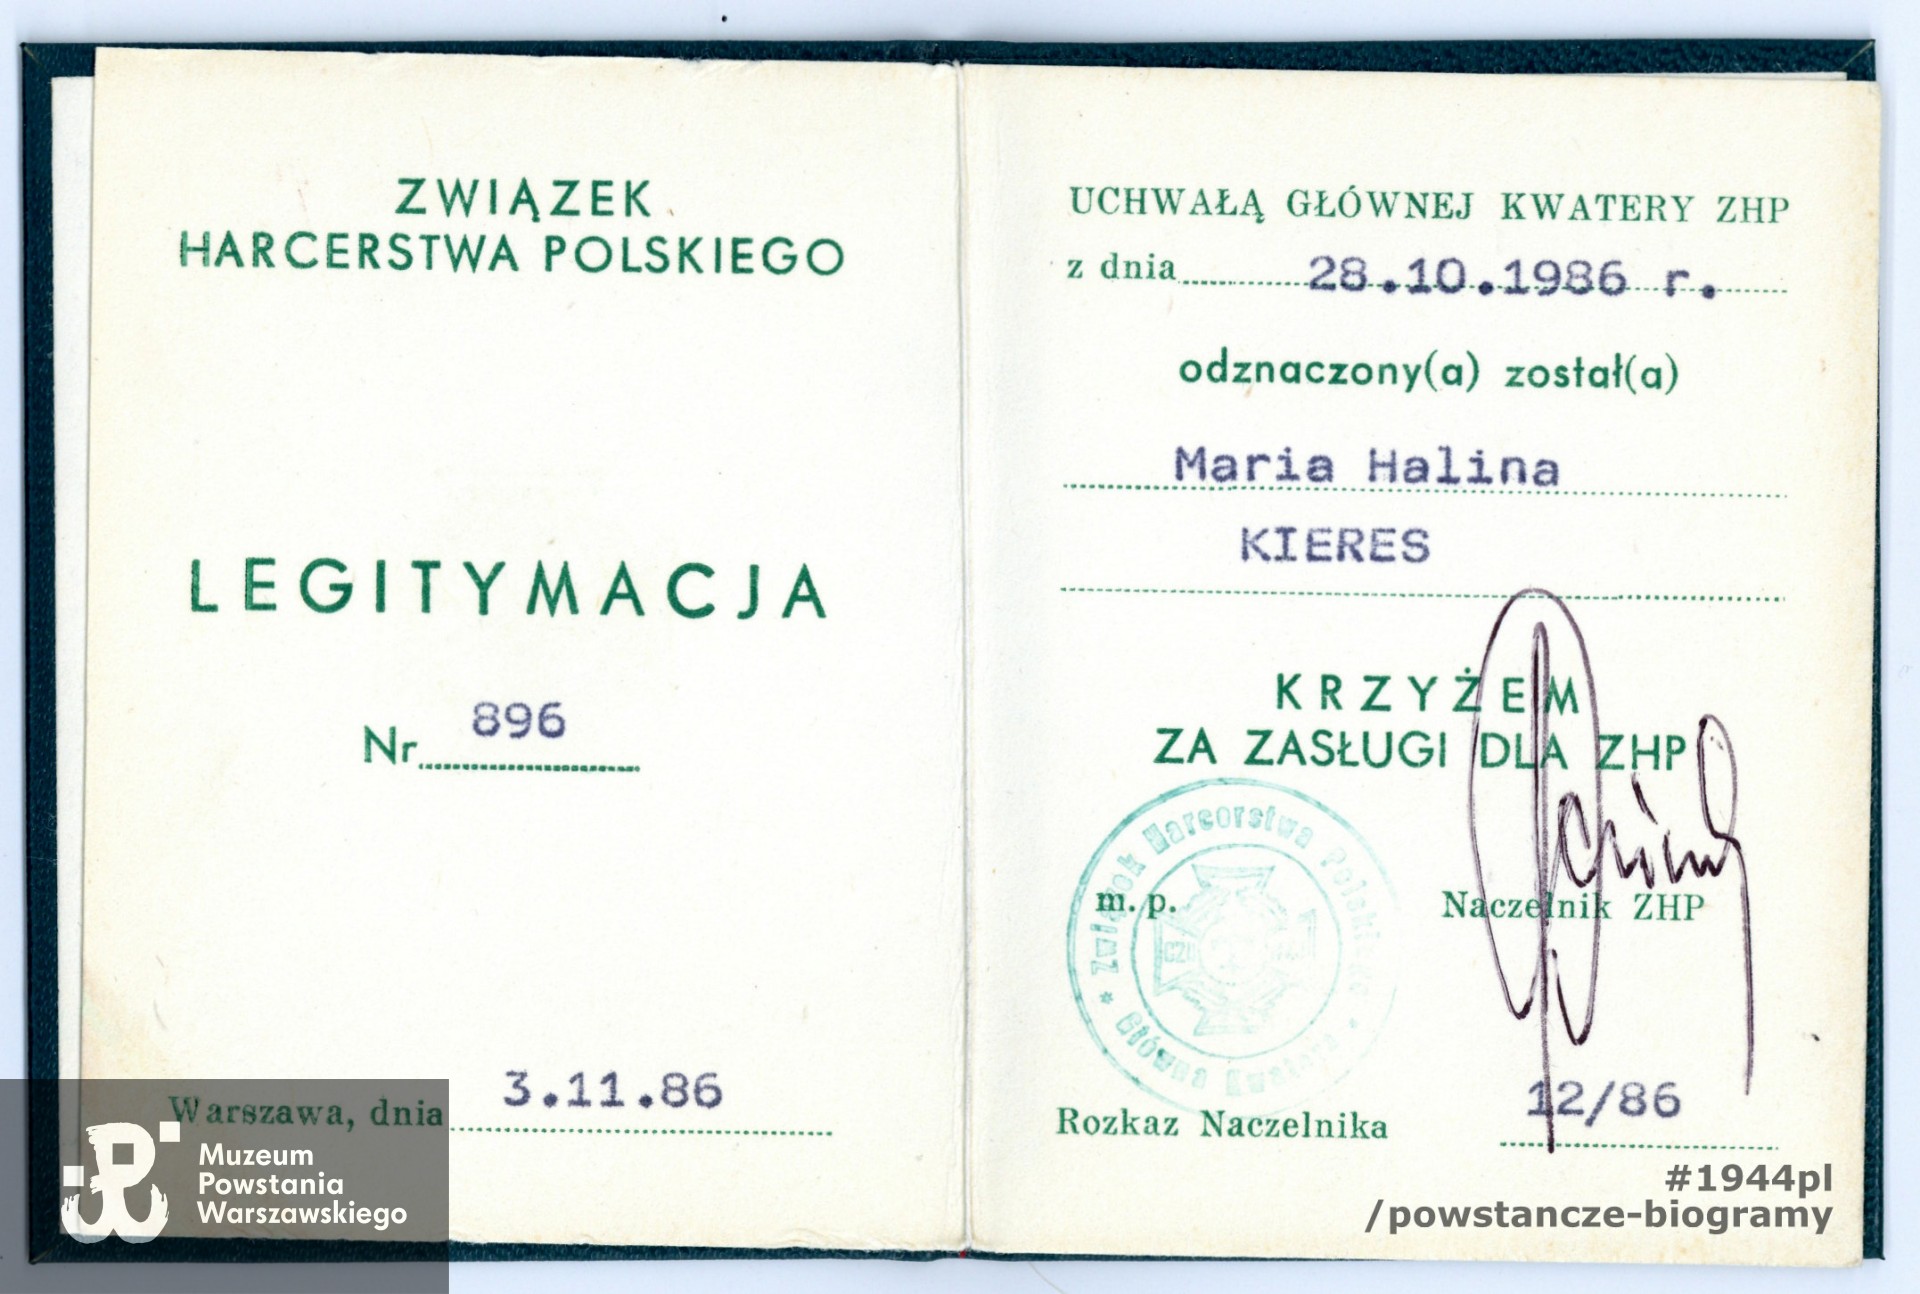 ZWIĄZEK
HARCERSTWA POLSKIEGO
LEGITYMACJA
Nr 896
Warszawa, dnia 3.11.86
UCHWAŁĄ GŁÓWNEJ KWATERY ZHP
z dnia 28.10.1986 r.
odznaczony(a) został(a)
Maria Halina
KIERES
KRZYŻEM
ZA ZASŁUGI DLA ZHP
Związek Harcerstwa
m. p.
Naczelnik ZHP
Rozkaz Naczelnika 12/86
Muzeum
Powstania
Warszawskiego
#1944pl
/powstancze-biogramy